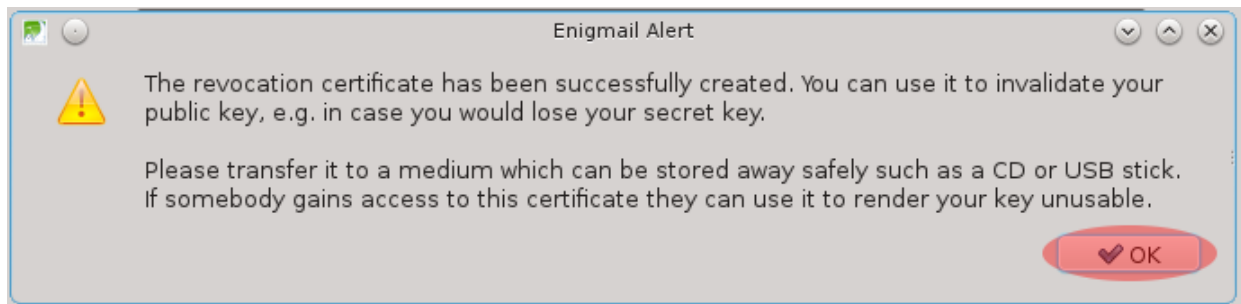 Enigmail Alert
The revocation certificate has been successfully created. You can use it to invalidate your
public key, e.g. in case you would lose your secret key.
Please transfer it to a medium which can be stored away safely such as a CD or USB stick.
If somebody gains access to this certificate they can use it to render your key unusable.
OK